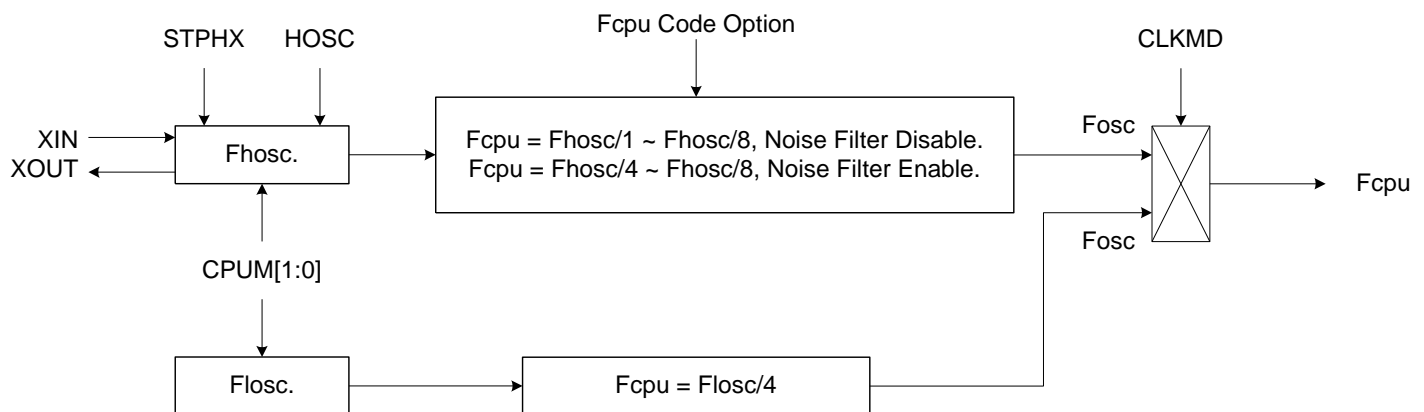 Fcpu Code Option
STPHX
HOSC
CLKMD
XIN
XOUT
Fhosc.
Fcpu = Fhosc/1 ~ Fhosc/8, Noise Filter Disable.
Fcpu = Fhosc/4 ~ Fhosc/8, Noise Filter Enable.
Fosc
Fcpu
Fosc
CPUM[1:0]
Flosc.
Fcpu = Flosc/4